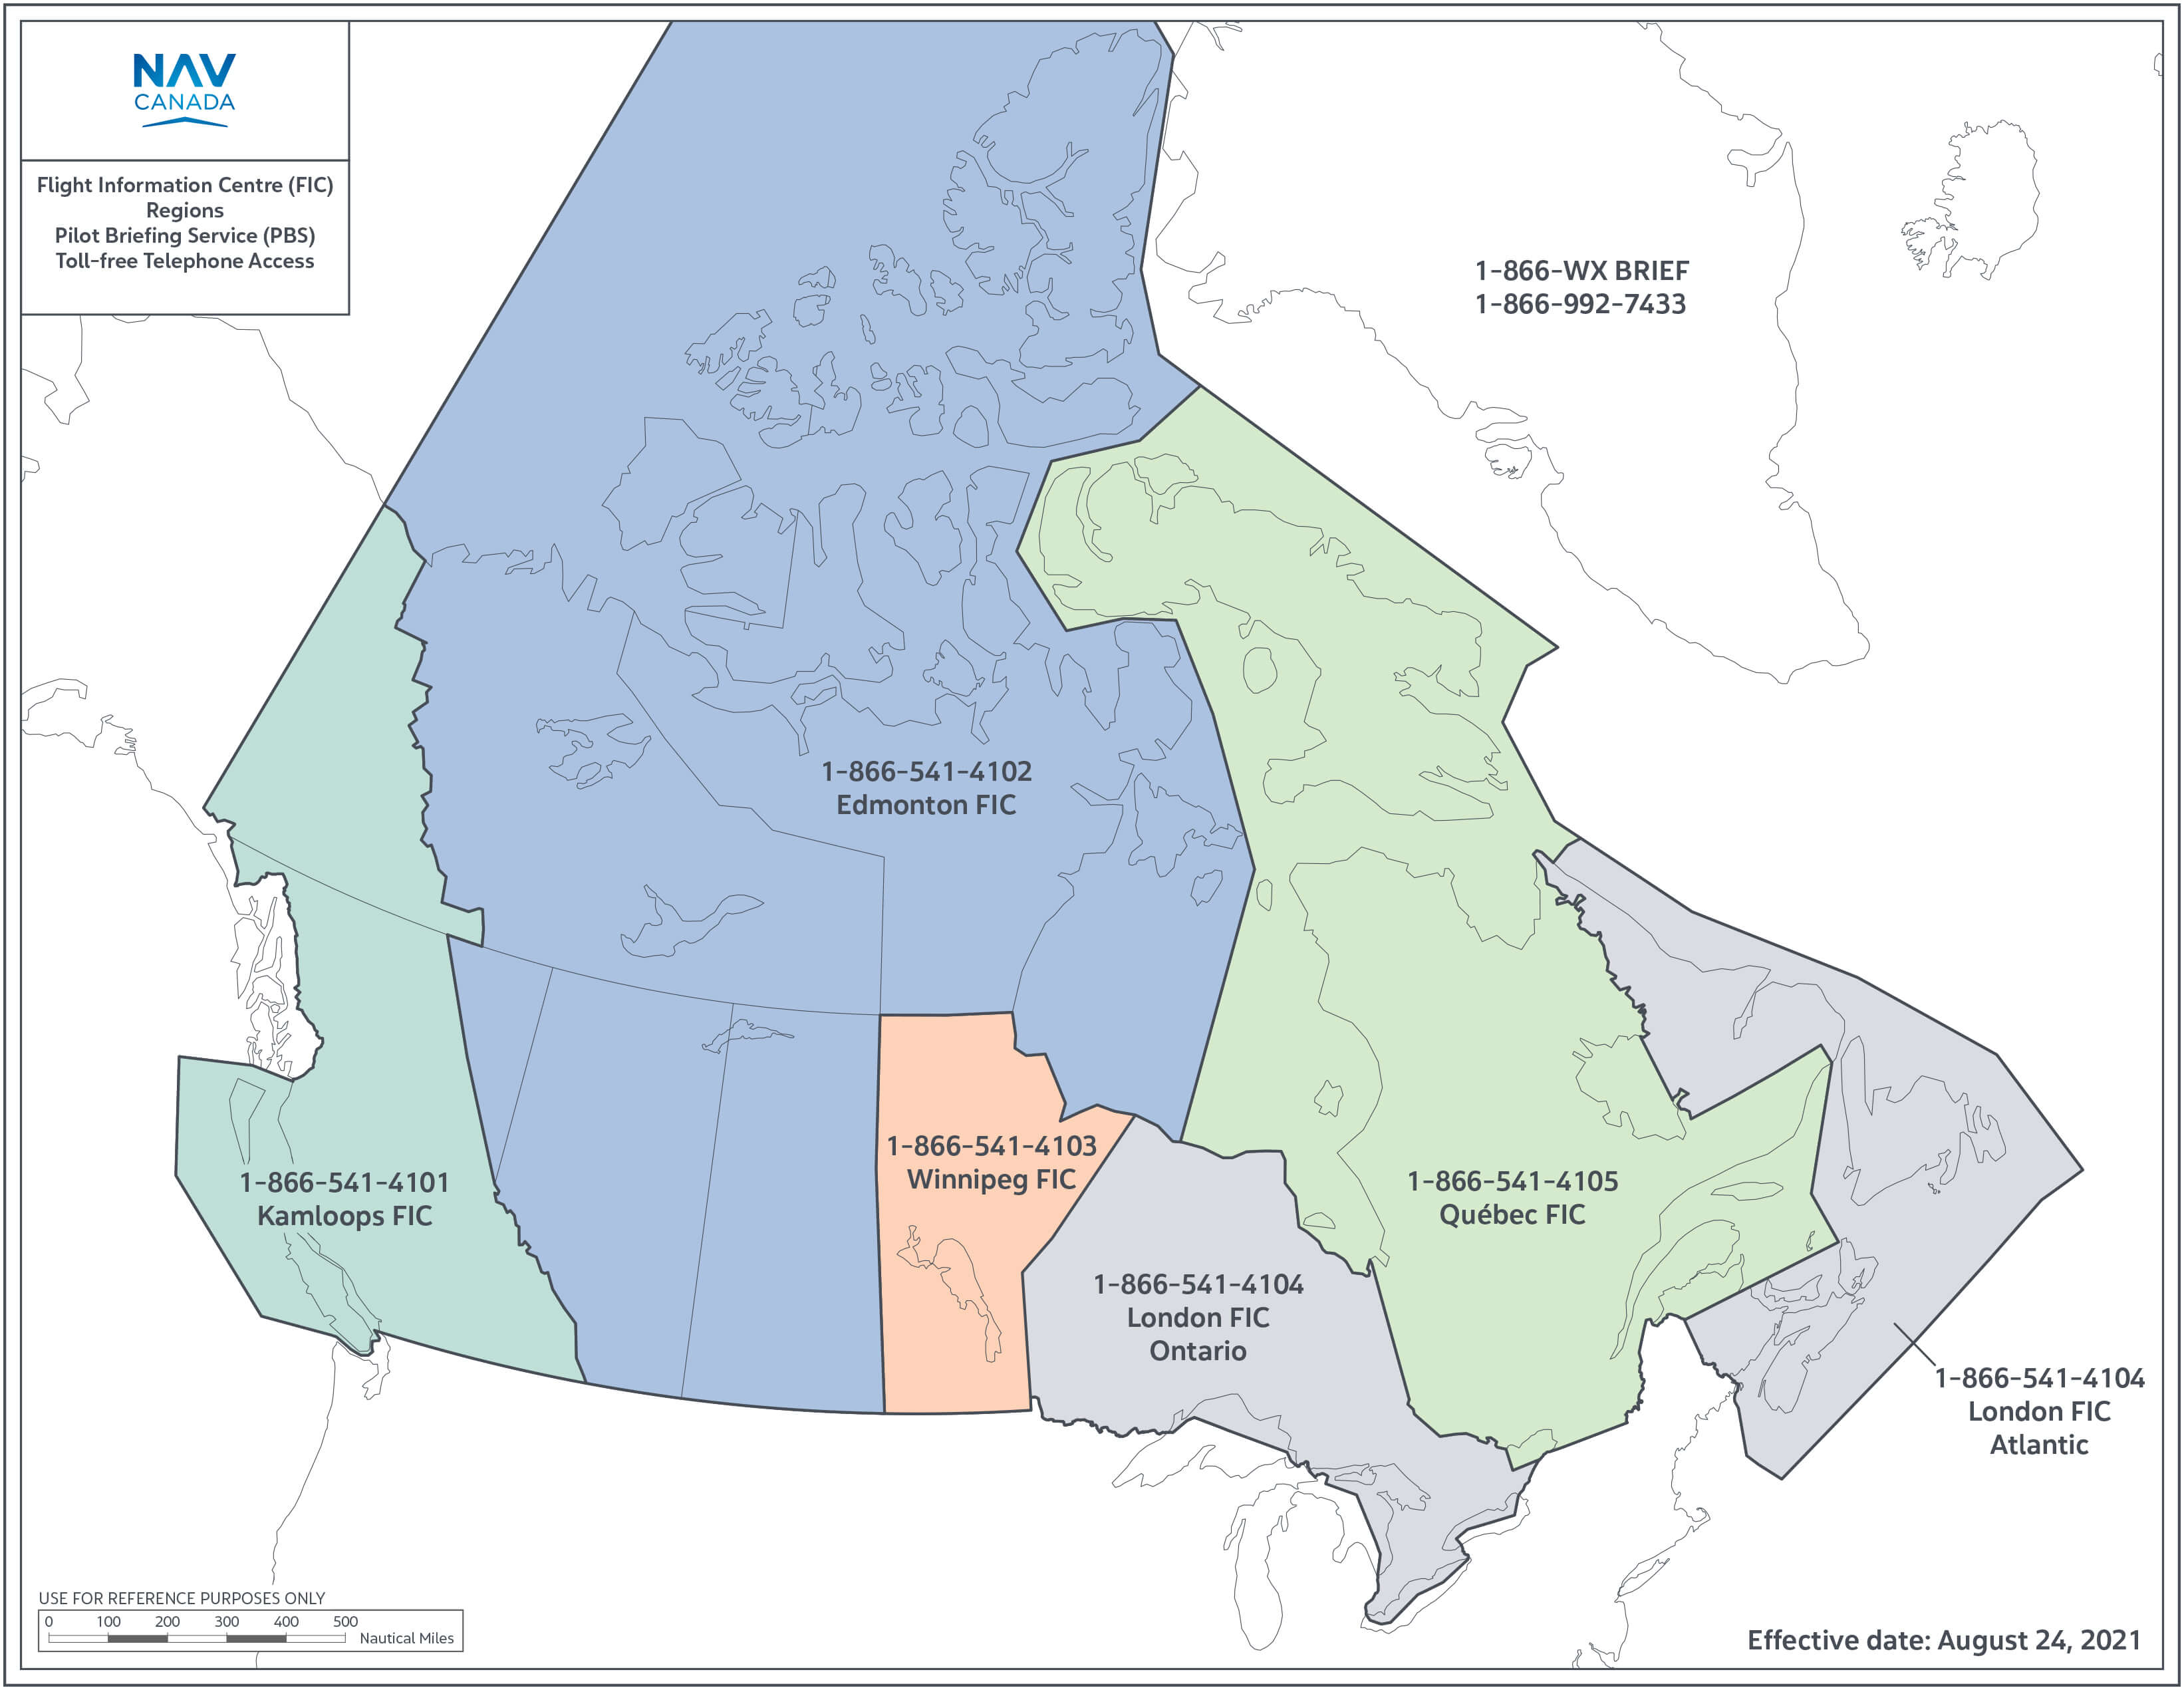 NAV
CANADA
Flight Information Centre (FIC)
Regions
Pilot Briefing Service (PBS)
Toll-free Telephone Access
1-866-WX BRIEF
1-866-992-7433
1-866-541-4102
Edmonton FIC
1-866-541-4103
Winnipeg FIC
1-866-541-4101
Kamloops FIC
1-866-541-4105
Québec FIC
1-866-541-4104
London FIC
Ontario
1-866-541-4104
London FIC
Atlantic
USE FOR REFERENCE PURPOSES ONLY
0 100 200 300 400 500
Nautical Miles
Effective date: August 24, 2021